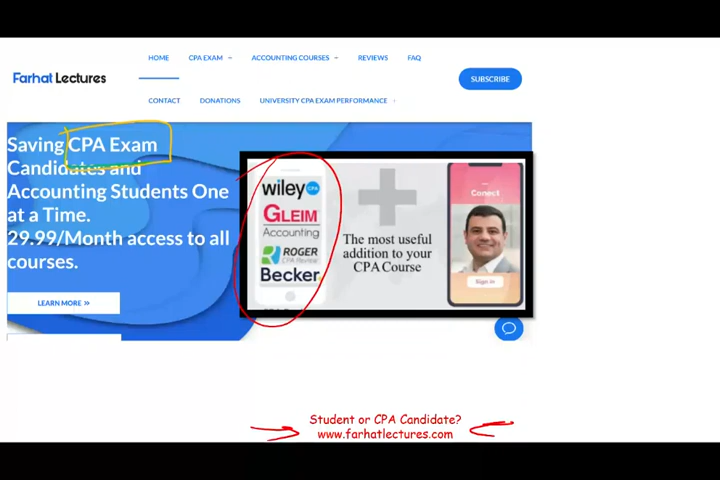 HOME
CPA EXAM
ACCOUNTING COURSES
REVIEWS
FAQ
Farhat Lectures
SUBSCRIBE
CONTACT
DONATIONS
UNIVERSITY CPA EXAM PERFORMANCE
Saving CPA Exam
Candidates and
Accounting Students One
at a Time.
29.99/Month access to all
courses.
LEARN MORE »
wiley CPA
GLEIM
Accounting
ROGER
CPA Review
Becker
The most useful
addition to your
CPA Course
Conect
Sign in
Student or CPA Candidate?
www.farhatlectures.com